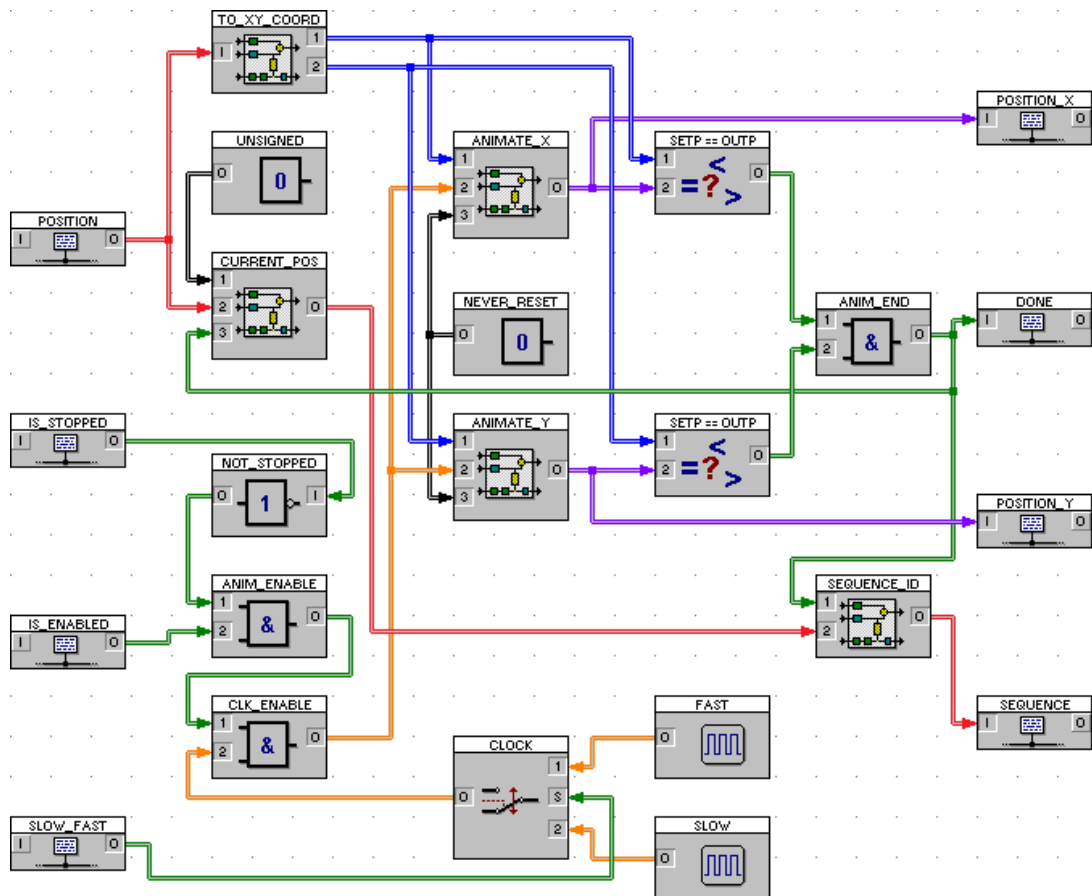 TO_XY_COORD
I
1
2
POSITION_X
I
O
UNSIGNED
O
0
ANIMATE_X
1
2
3
O
SETP == OUTP
1
2
O
=?
<
>
POSITION
I
O
CURRENT_POS
1
2
3
O
NEVER_RESET
O
0
ANIM_END
1
2
O
&
DONE
I
O
IS_STOPPED
I
O
ANIMATE_Y
1
2
3
O
SETP == OUTP
1
2
O
=?
<
>
NOT_STOPPED
O
1
I
POSITION_Y
I
O
ANIM_ENABLE
1
2
O
&
SEQUENCE_ID
1
2
O
IS_ENABLED
I
O
CLK_ENABLE
1
2
O
&
FAST
O
SEQUENCE
I
O
CLOCK
O
1
S
2
SLOW_FAST
I
O
SLOW
O